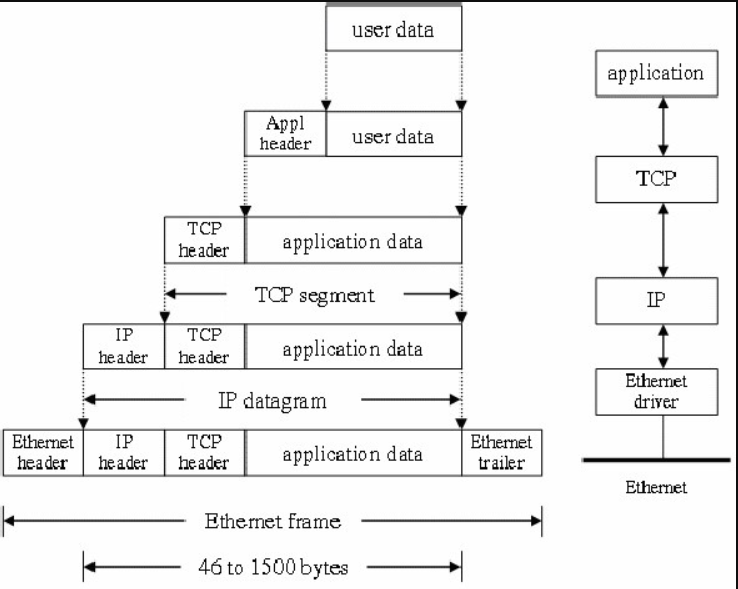 user data
application
Appl
header
user data
TCP
TCP
header
application data
TCP segment
IP
IP
header
TCP
header
application data
Ethernet
driver
IP datagram
Ethernet
header
IP
header
TCP
header
application data
Ethernet
trailer
Ethernet
Ethernet frame
46 to 1500 bytes